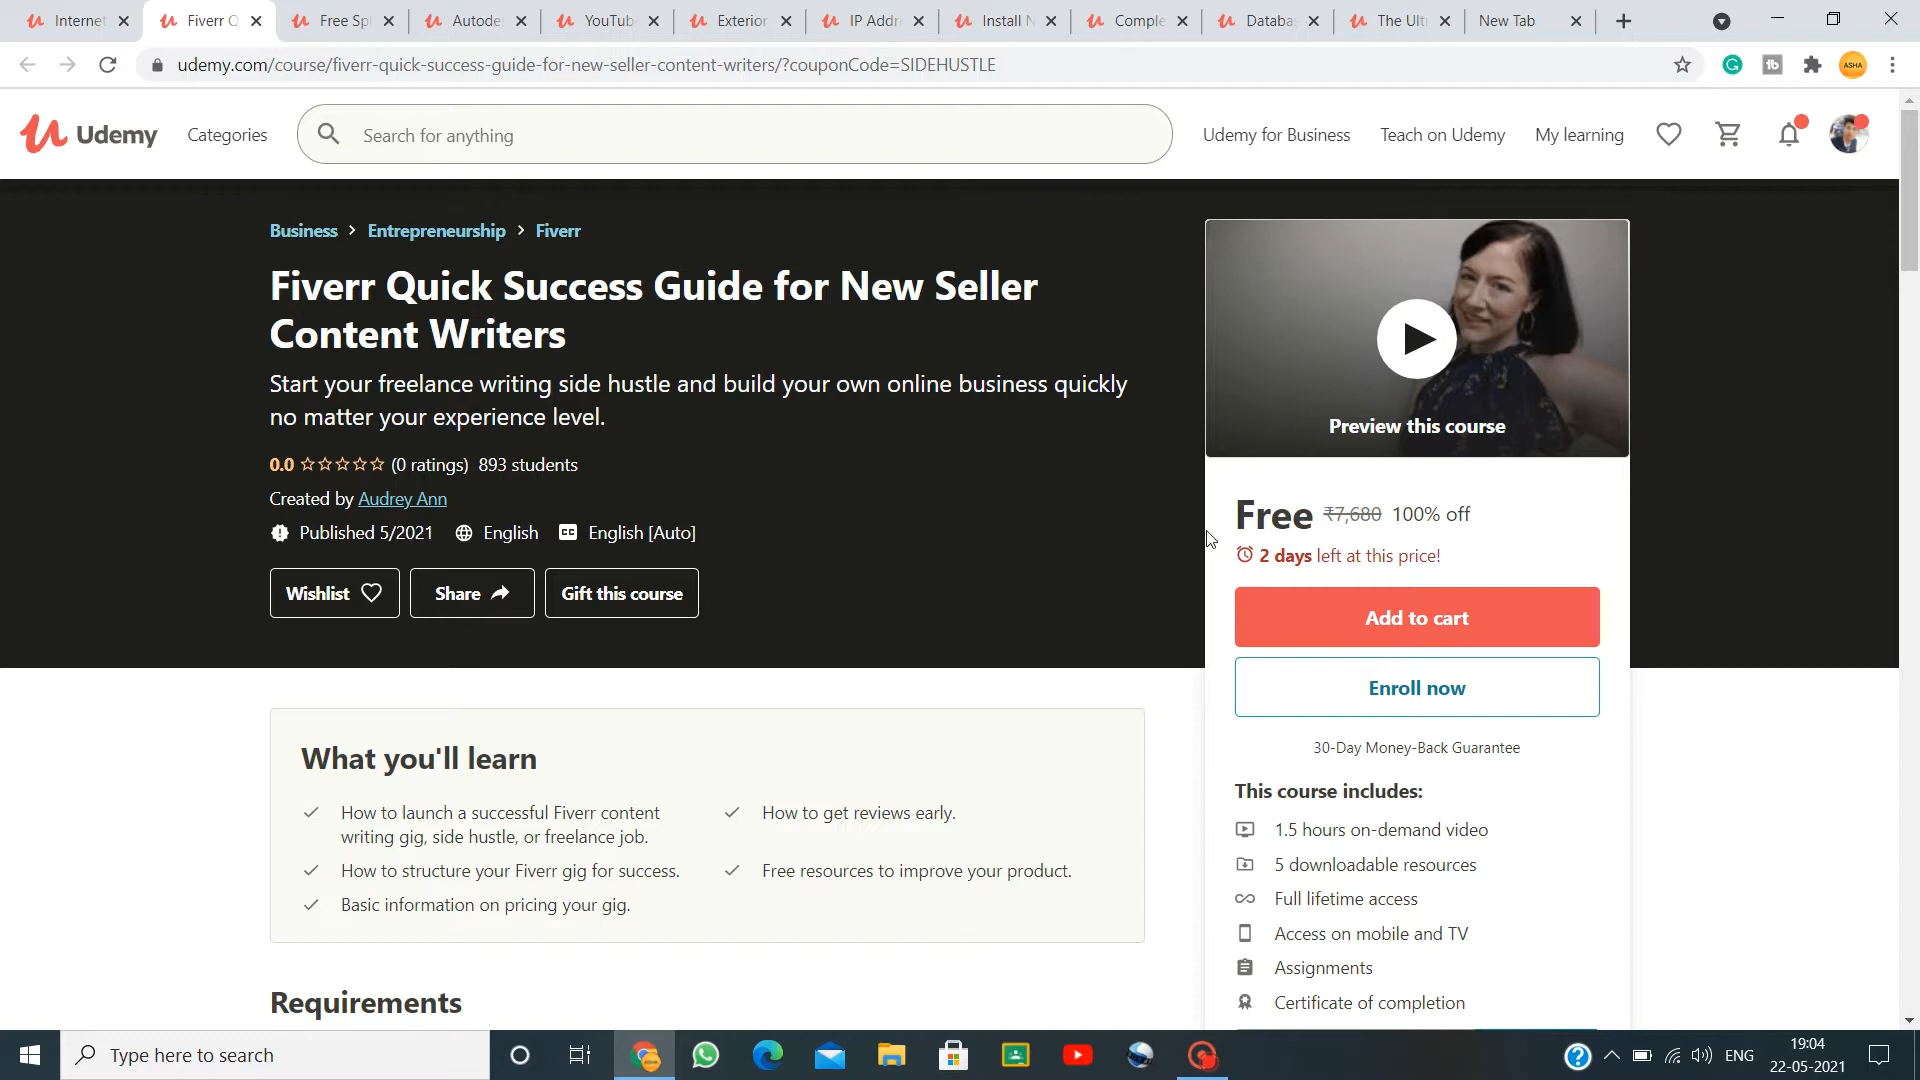 Internet
Fiverr Q
Free Spl
Autode
YouTub
Exterior
IP Addr
Install N
Comple
Databa
The Ulti
New Tab
udemy.com/course/fiverr-quick-success-guide-for-new-seller-content-writers/?couponCode=SIDEHUSTLE
ASHA
Udemy
Categories
Search for anything
Udemy for Business
Teach on Udemy
My learning
Business > Entrepreneurship > Fiverr
Fiverr Quick Success Guide for New Seller
Content Writers
Start your freelance writing side hustle and build your own online business quickly
no matter your experience level.
0.0 (0 ratings) 893 students
Created by Audrey Ann
Published 5/2021 English English [Auto]
Wishlist
Share
Gift this course
Preview this course
Free ₹7,680 100% off
2 days left at this price!
Add to cart
Enroll now
30-Day Money-Back Guarantee
This course includes:
1.5 hours on-demand video
5 downloadable resources
Full lifetime access
Access on mobile and TV
Assignments
Certificate of completion
What you'll learn
How to launch a successful Fiverr content
writing gig, side hustle, or freelance job.
How to get reviews early.
How to structure your Fiverr gig for success.
Free resources to improve your product.
Basic information on pricing your gig.
Requirements
Type here to search
ENG
19:04
22-05-2021